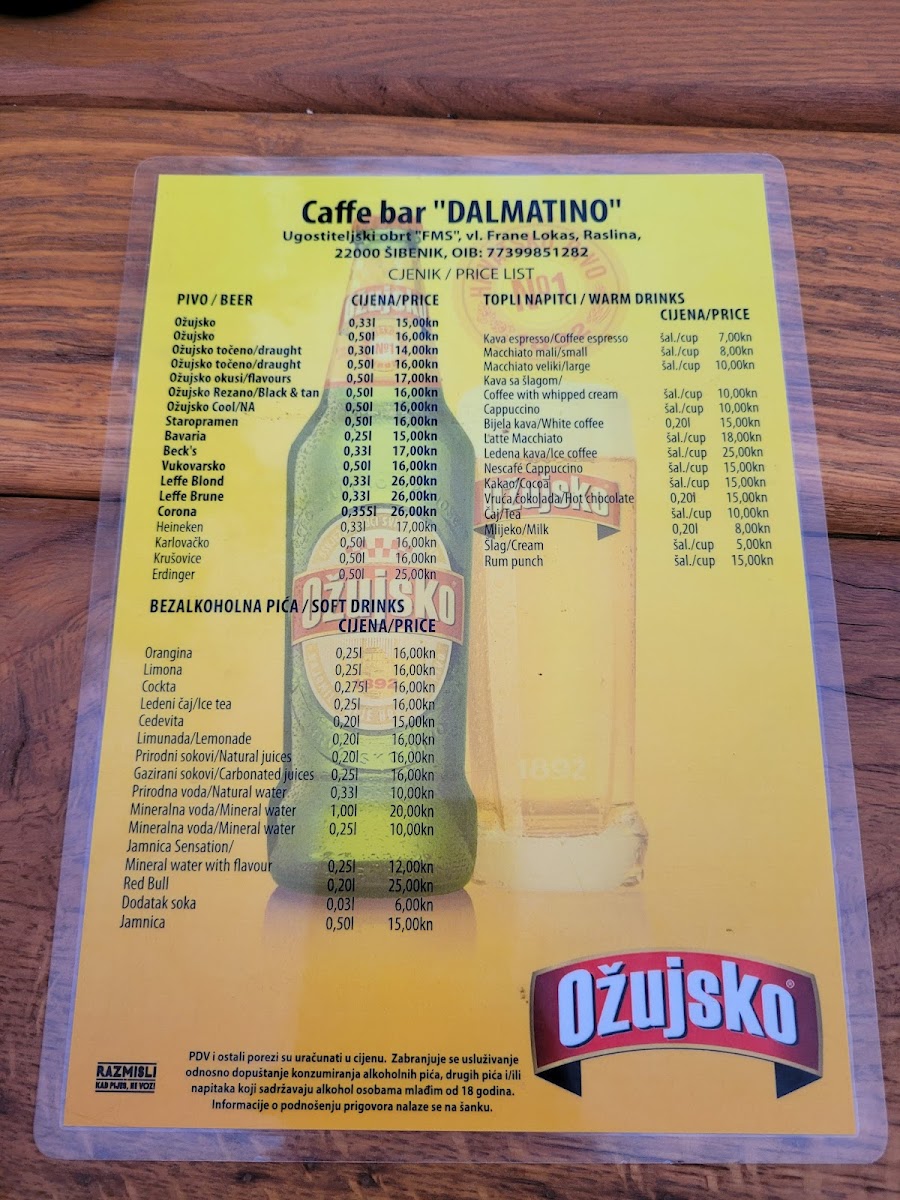 Caffe bar "DALMATINO"
Ugostiteljski obrt "FMS", vl. Frane Lokas, Raslina,
22000 ŠIBENIK, OIB: 77399851282
CJENIK / PRICE LIST
PIVO / BEER CIJENA/PRICE
Ožujsko 0,33l 15,00kn
Ožujsko 0,50l 16,00kn
Ožujsko točeno/draught 0,30l 14,00kn
Ožujsko točeno/draught 0,50l 16,00kn
Ožujsko okusi/flavours 0,50l 17,00kn
Ožujsko Rezano/Black & tan 0,50l 16,00kn
Ožujsko Cool/NA 0,50l 16,00kn
Staropramen 0,50l 16,00kn
Bavaria 0,25l 15,00kn
Beck's 0,33l 17,00kn
Vukovarsko 0,50l 16,00kn
Leffe Blond 0,33l 26,00kn
Leffe Brune 0,33l 26,00kn
Corona 0,355l 26,00kn
Heineken 0,33l 17,00kn
Karlovačko 0,50l 16,00kn
Krušovice 0,50l 16,00kn
Erdinger 0,50l 25,00kn
BEZALKOHOLNA PIĆA / SOFT DRINKS
CIJENA/PRICE
Orangina 0,25l 16,00kn
Limona 0,25l 16,00kn
Cockta 0,275l 16,00kn
Ledeni čaj/Ice tea 0,25l 16,00kn
Cedevita 0,20l 15,00kn
Limunada/Lemonade 0,20l 16,00kn
Prirodni sokovi/Natural juices 0,20l 16,00kn
Gazirani sokovi/Carbonated juices 0,25l 16,00kn
Prirodna voda/Natural water 0,33l 10,00kn
Mineralna voda/Mineral water 1,00l 20,00kn
Mineralna voda/Mineral water 0,25l 10,00kn
Jamnica Sensation/
Mineral water with flavour 0,25l 12,00kn
Red Bull 0,20l 25,00kn
Dodatak soka 0,03l 6,00kn
Jamnica 0,50l 15,00kn
TOPLI NAPITCI / WARM DRINKS
CIJENA/PRICE
Kava espresso/Coffee espresso šal./cup 7,00kn
Macchiato mali/small šal./cup 8,00kn
Macchiato veliki/large šal./cup 10,00kn
Kava sa šlagom/
Coffee with whipped cream šal./cup 10,00kn
Cappuccino šal./cup 10,00kn
Bijela kava/White coffee 0,20l 15,00kn
Latte Macchiato šal./cup 18,00kn
Ledena kava/Ice coffee šal./cup 25,00kn
Nescafé Cappuccino šal./cup 15,00kn
Kakao/Cocoa šal./cup 15,00kn
Vruća čokolada/Hot chocolate 0,20l 15,00kn
Čaj/Tea šal./cup 10,00kn
Mlijeko/Milk 0,20l 8,00kn
Šlag/Cream šal./cup 5,00kn
Rum punch šal./cup 15,00kn
No1
Ožujsko
1892
Ožujsko
1892
Ožujsko®
RAZMISLI
KAD PIJEŠ, NE VOZI
PDV i ostali porezi su uračunati u cijenu. Zabranjuje se usluživanje
odnosno dopuštanje konzumiranja alkoholnih pića, drugih pića i/ili
napitaka koji sadržavaju alkohol osobama mlađim od 18 godina.
Informacije o podnošenju prigovora nalaze se na šanku.